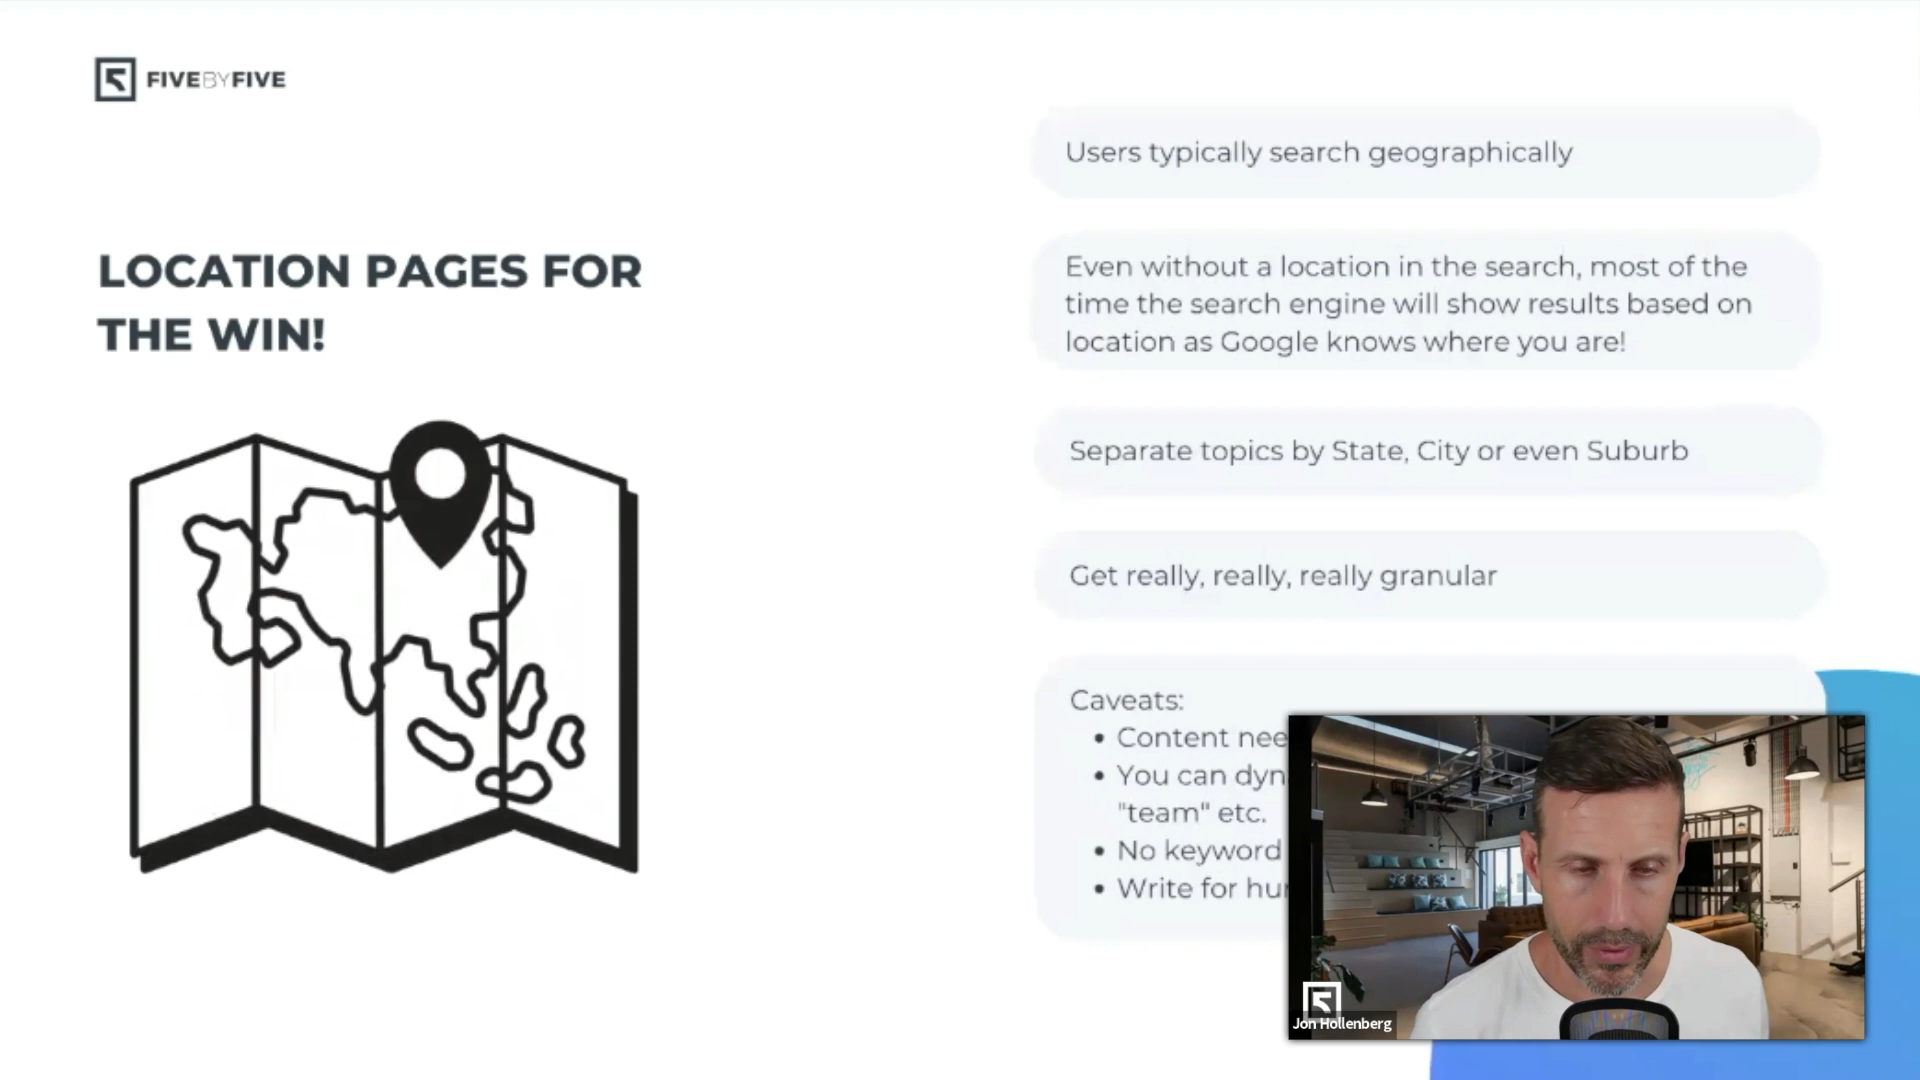 FIVEBYFIVE
LOCATION PAGES FOR
THE WIN!
Users typically search geographically
Even without a location in the search, most of the
time the search engine will show results based on
location as Google knows where you are!
Separate topics by State, City or even Suburb
Get really, really, really granular
Caveats:
• Content
• You can
"team" etc.
• No keyword
• Write for
Jon Hollenberg